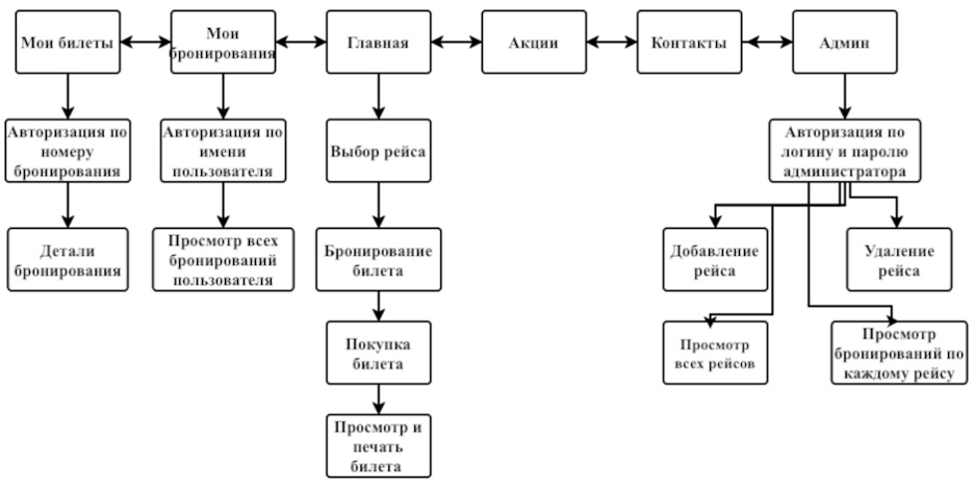 Мои билеты
Мои
бронирования
Главная
Акции
Контакты
Админ
Авторизация по
номеру
бронирования
Авторизация по
имени
пользователя
Выбор рейса
Авторизация по
логину и паролю
администратора
Детали
бронирования
Просмотр всех
бронирований
пользователя
Бронирование
билета
Добавление
рейса
Удаление
рейса
Покупка
билета
Просмотр
всех рейсов
Просмотр
бронирований по
каждому рейсу
Просмотр и
печать
билета